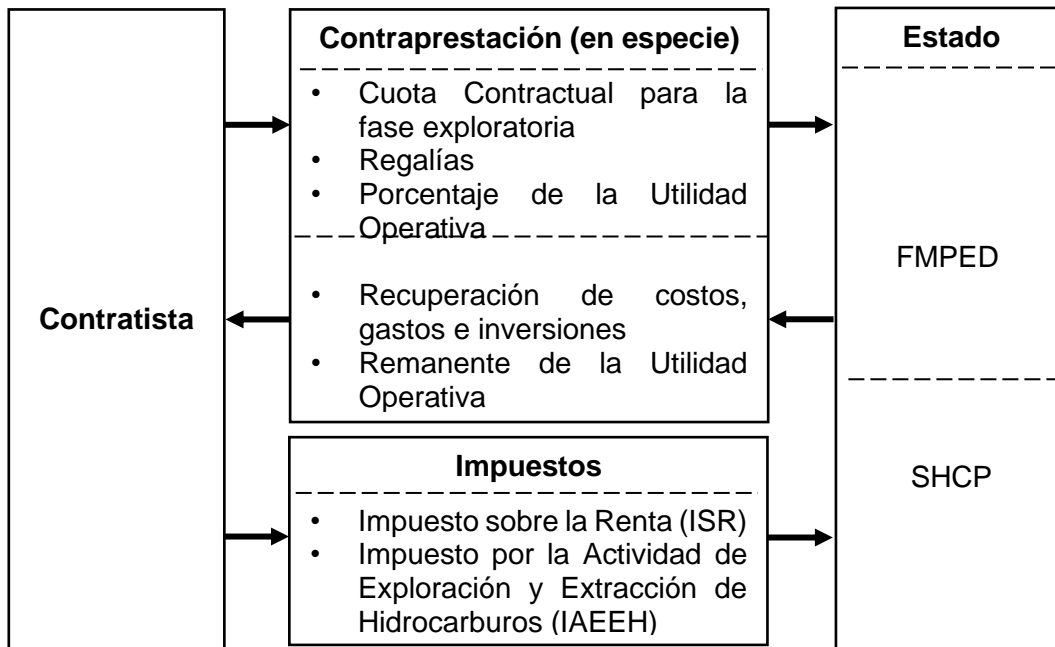 Contratista
Contraprestación (en especie)
• Cuota Contractual para la
fase exploratoria
• Regalías
• Porcentaje de la Utilidad
Operativa
• Recuperación de costos,
gastos e inversiones
• Remanente de la Utilidad
Operativa
Impuestos
• Impuesto sobre la Renta (ISR)
• Impuesto por la Actividad de
Exploración y Extracción de
Hidrocarburos (IAEEH)
Estado
FMPED
SHCP